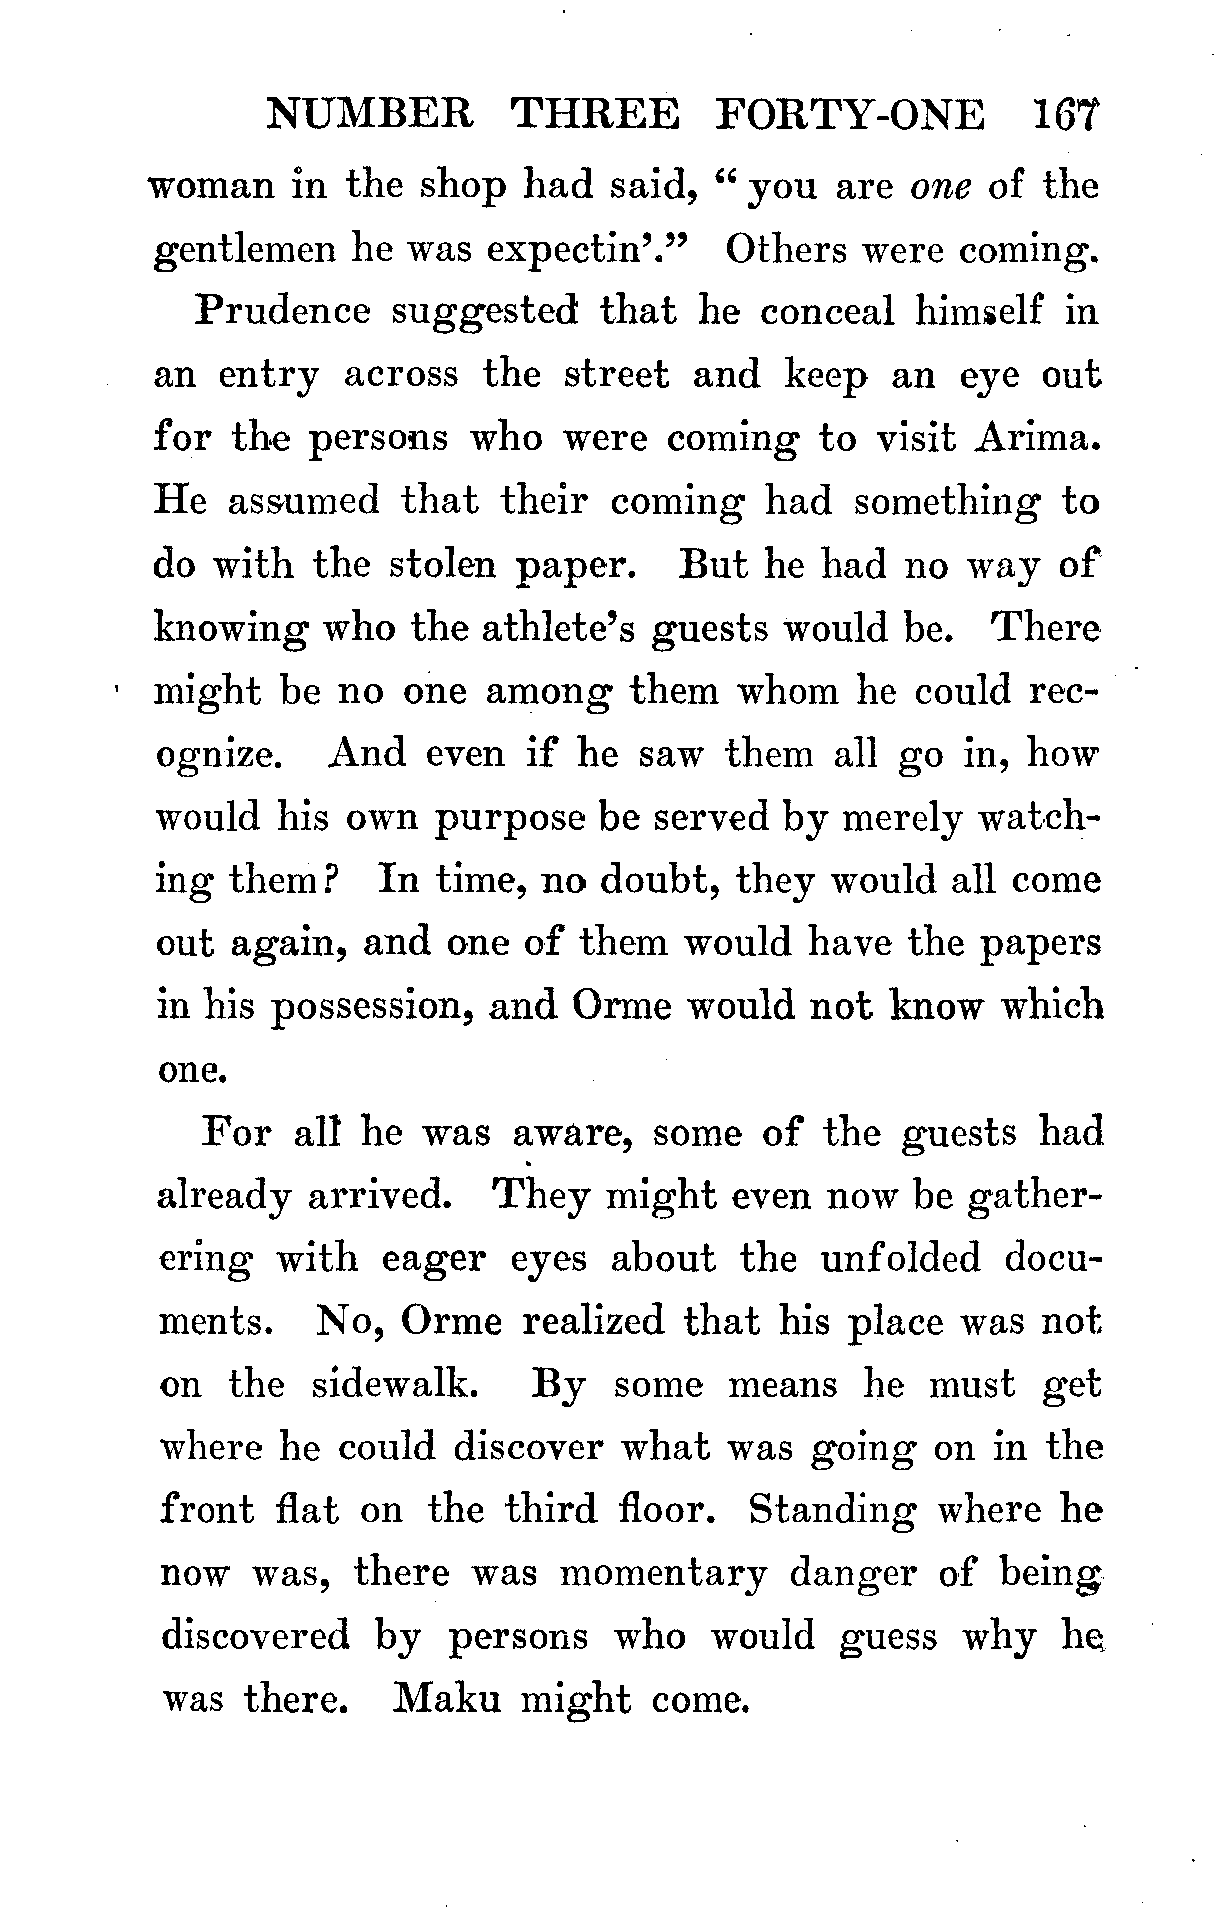 NUMBER THREE FORTY-ONE 167
woman in the shop had said, “ you are one of the
gentlemen he was expectin’.” Others were coming.
Prudence suggested that he conceal himself in
an entry across the street and keep an eye out
for the persons who were coming to visit Arima.
He assumed that their coming had something to
do with the stolen paper. But he had no way of
knowing who the athlete’s guests would be. There
might be no one among them whom he could rec-
ognize. And even if he saw them all go in, how
would his own purpose be served by merely watch-
ing them? In time, no doubt, they would all come
out again, and one of them would have the papers
in his possession, and Orme would not know which
one.
For all he was aware, some of the guests had
already arrived. They might even now be gather-
ering with eager eyes about the unfolded docu-
ments. No, Orme realized that his place was not
on the sidewalk. By some means he must get
where he could discover what was going on in the
front flat on the third floor. Standing where he
now was, there was momentary danger of being
discovered by persons who would guess why he
was there. Maku might come.